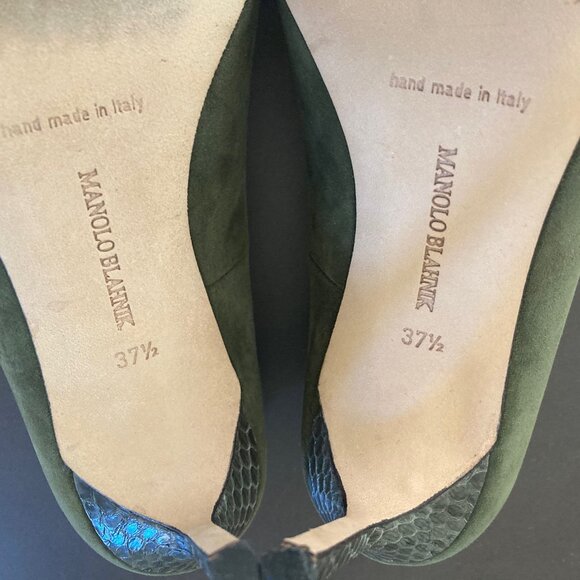 hand made in Italy
MANOLO BLAHNIK
37½
hand made in Italy
MANOLO BLAHNIK
37½